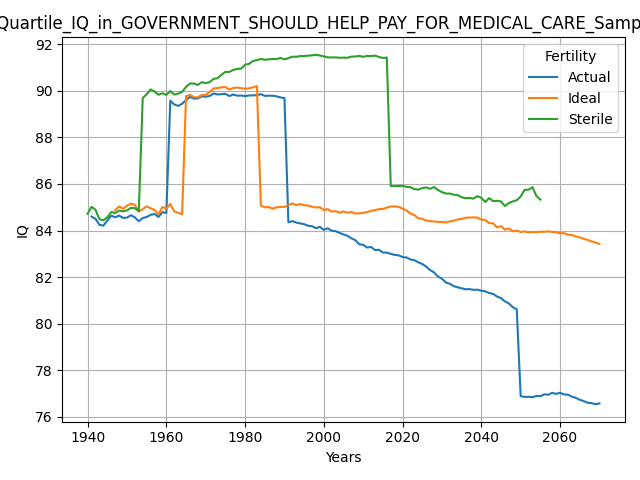 Quartile_IQ_in_GOVERNMENT_SHOULD_HELP_PAY_FOR_MEDICAL_CARE_Samp
92
90
88
86
84
82
80
78
76
IQ
Fertility
Actual
Ideal
Sterile
1940 1960 1980 2000 2020 2040 2060
Years